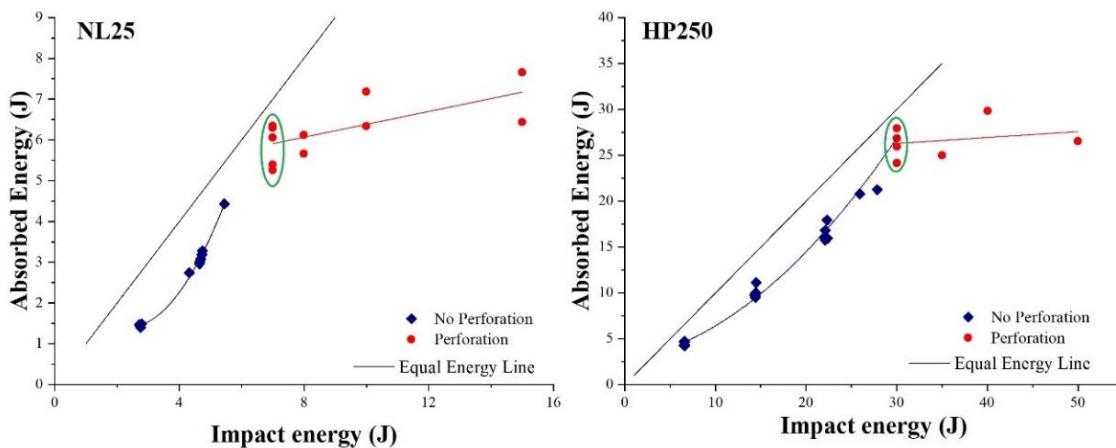 NL25
Absorbed Energy (J)
9
8
7
6
5
4
3
2
1
0
No Perforation
Perforation
Equal Energy Line
0 4 8 12 16
Impact energy (J)
HP250
Absorbed Energy (J)
40
35
30
25
20
15
10
5
0
No Perforation
Perforation
Equal Energy Line
0 10 20 30 40 50
Impact energy (J)